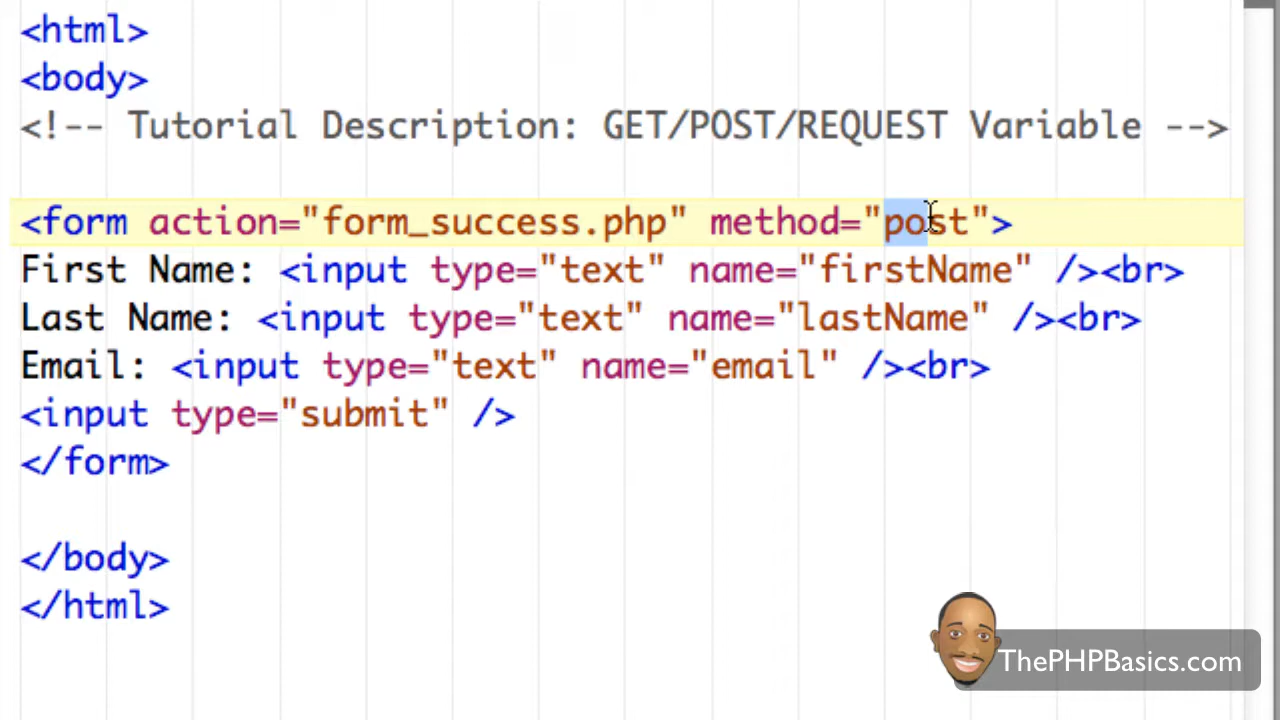 <html>
<body>
<!-- Tutorial Description: GET/POST/REQUEST Variable -->
<form action="form_success.php" method="post">
First Name: <input type="text" name="firstName" /><br>
Last Name: <input type="text" name="lastName" /><br>
Email: <input type="text" name="email" /><br>
<input type="submit" />
</form>
</body>
</html>
ThePHPBasics.com